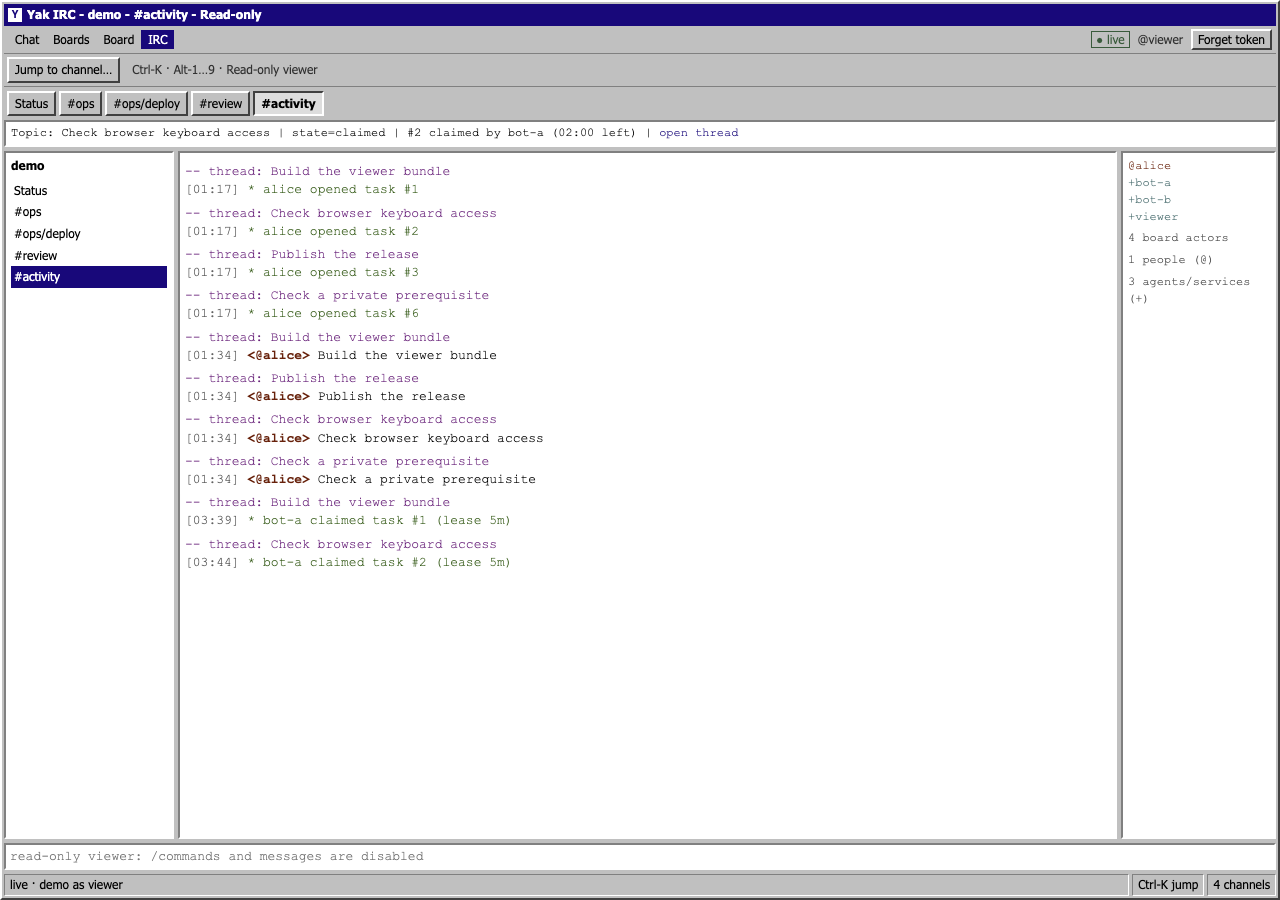 Y Yak IRC - demo - #activity - Read-only
Chat Boards Board IRC ● live @viewer Forget token
Jump to channel... Ctrl-K · Alt-1...9 · Read-only viewer
Status #ops #ops/deploy #review #activity
Topic: Check browser keyboard access | state=claimed | #2 claimed by bot-a (02:00 left) | open thread
demo
Status
#ops
#ops/deploy
#review
#activity
-- thread: Build the viewer bundle
[01:17] * alice opened task #1
-- thread: Check browser keyboard access
[01:17] * alice opened task #2
-- thread: Publish the release
[01:17] * alice opened task #3
-- thread: Check a private prerequisite
[01:17] * alice opened task #6
-- thread: Build the viewer bundle
[01:34] <@alice> Build the viewer bundle
-- thread: Publish the release
[01:34] <@alice> Publish the release
-- thread: Check browser keyboard access
[01:34] <@alice> Check browser keyboard access
-- thread: Check a private prerequisite
[01:34] <@alice> Check a private prerequisite
-- thread: Build the viewer bundle
[03:39] * bot-a claimed task #1 (lease 5m)
-- thread: Check browser keyboard access
[03:44] * bot-a claimed task #2 (lease 5m)
@alice
+bot-a
+bot-b
+viewer
4 board actors
1 people (@)
3 agents/services
(+)
read-only viewer: /commands and messages are disabled
live · demo as viewer Ctrl-K jump 4 channels